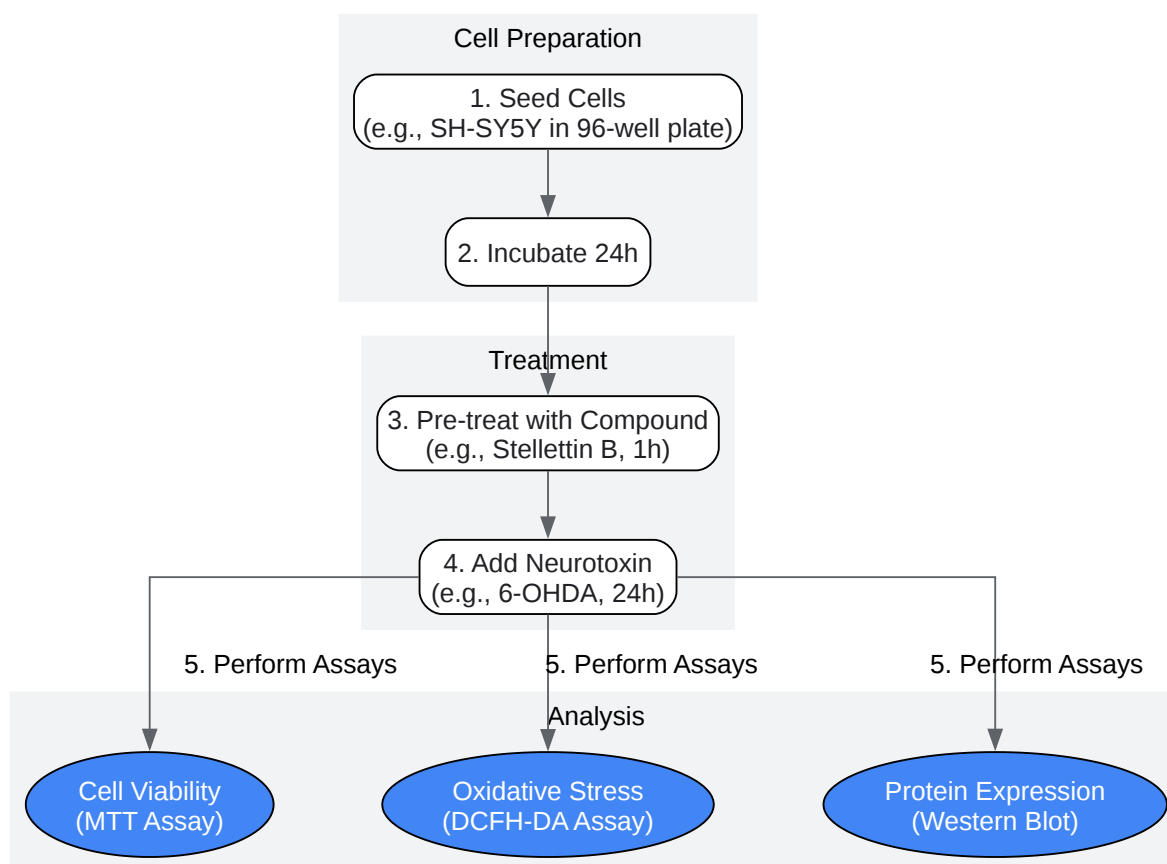 Cell Preparation
1. Seed Cells
(e.g., SH-SY5Y in 96-well plate)
2. Incubate 24h
Treatment
3. Pre-treat with Compound
(e.g., Stellettin B, 1h)
4. Add Neurotoxin
(e.g., 6-OHDA, 24h)
5. Perform Assays
5. Perform Assays
5. Perform Assays
Analysis
Cell Viability
(MTT Assay)
Oxidative Stress
(DCFH-DA Assay)
Protein Expression
(Western Blot)